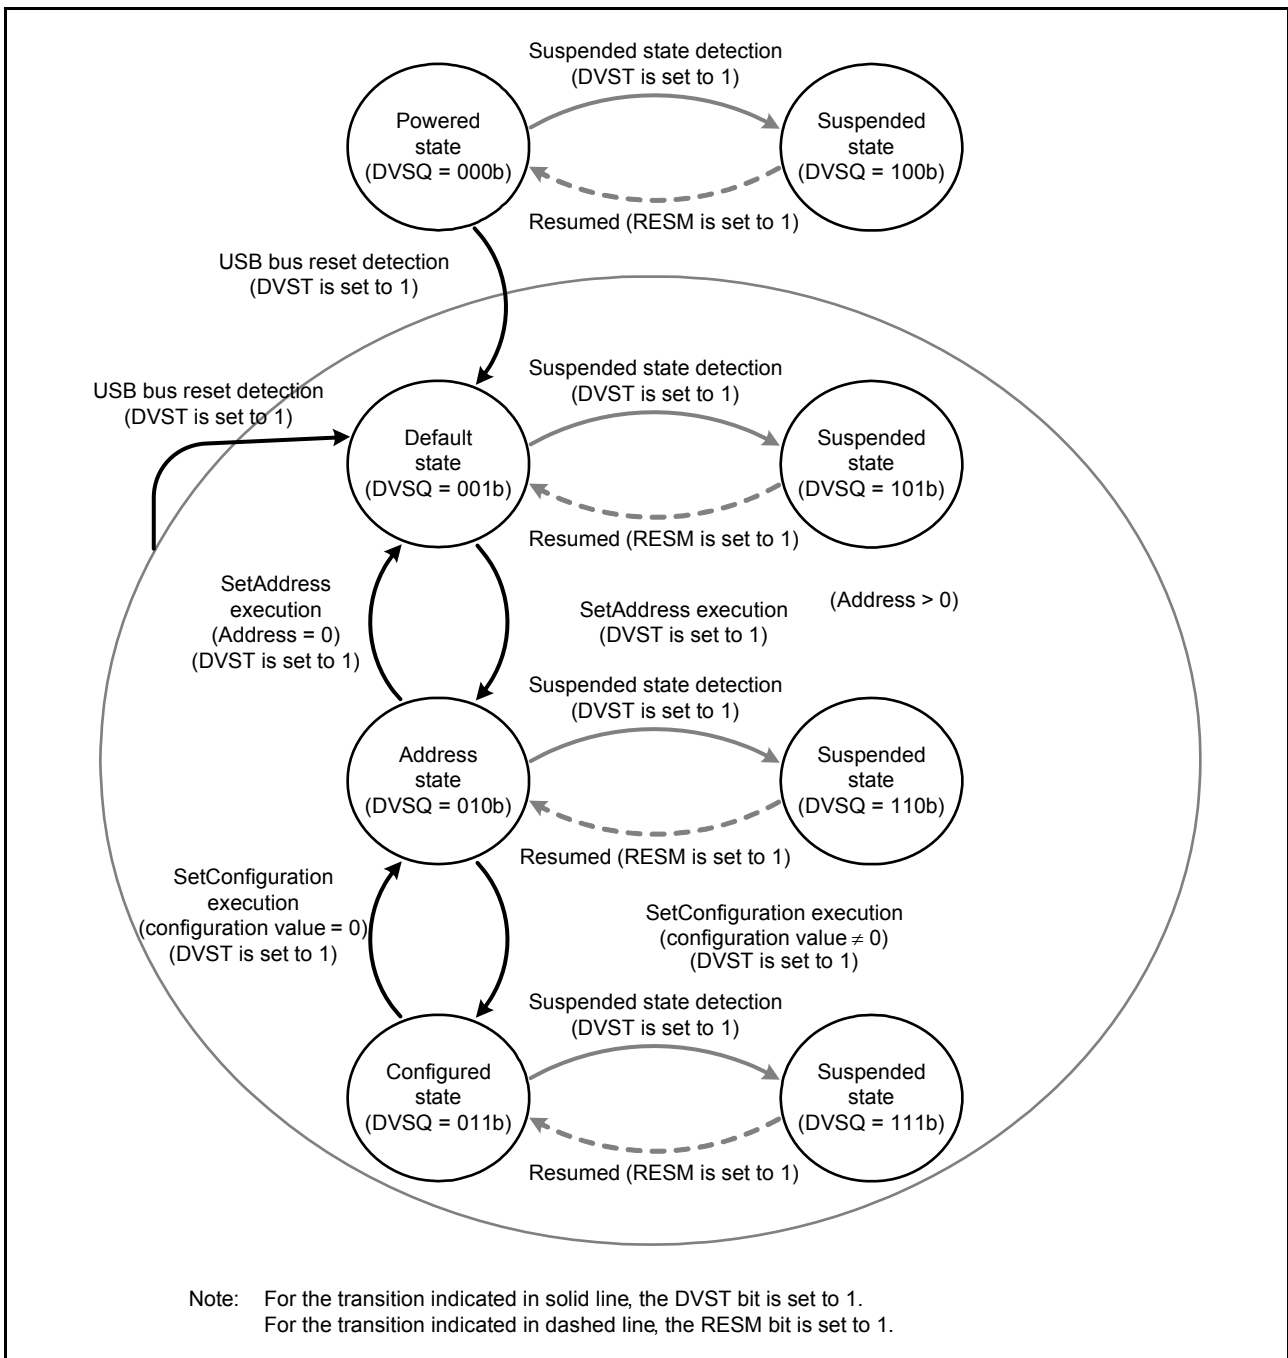 Suspended state detection
(DVST is set to 1)
Powered
state
(DVSQ = 000b)
Suspended
state
(DVSQ = 100b)
Resumed (RESM is set to 1)
USB bus reset detection
(DVST is set to 1)
USB bus reset detection
(DVST is set to 1)
Suspended state detection
(DVST is set to 1)
Default
state
(DVSQ = 001b)
Suspended
state
(DVSQ = 101b)
Resumed (RESM is set to 1)
SetAddress
execution
(Address = 0)
(DVST is set to 1)
SetAddress execution
(DVST is set to 1)
(Address > 0)
Suspended state detection
(DVST is set to 1)
Address
state
(DVSQ = 010b)
Suspended
state
(DVSQ = 110b)
Resumed (RESM is set to 1)
SetConfiguration
execution
(configuration value = 0)
(DVST is set to 1)
SetConfiguration execution
(configuration value ≠ 0)
(DVST is set to 1)
Suspended state detection
(DVST is set to 1)
Configured
state
(DVSQ = 011b)
Suspended
state
(DVSQ = 111b)
Resumed (RESM is set to 1)
Note: For the transition indicated in solid line, the DVST bit is set to 1.
For the transition indicated in dashed line, the RESM bit is set to 1.